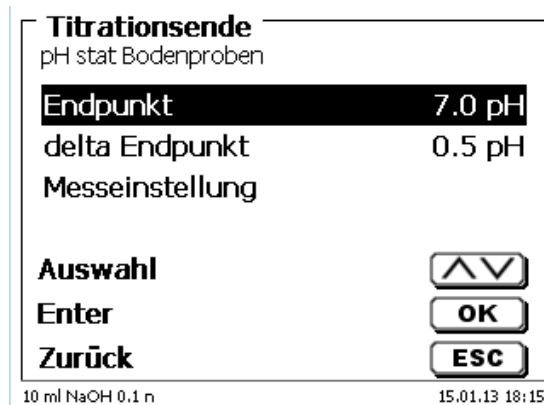 Titrationsende
pH stat Bodenproben
Endpunkt 7.0 pH
delta Endpunkt 0.5 pH
Messeinstellung
Auswahl
Enter OK
Zurück ESC
10 ml NaOH 0.1 n 15.01.13 18:15